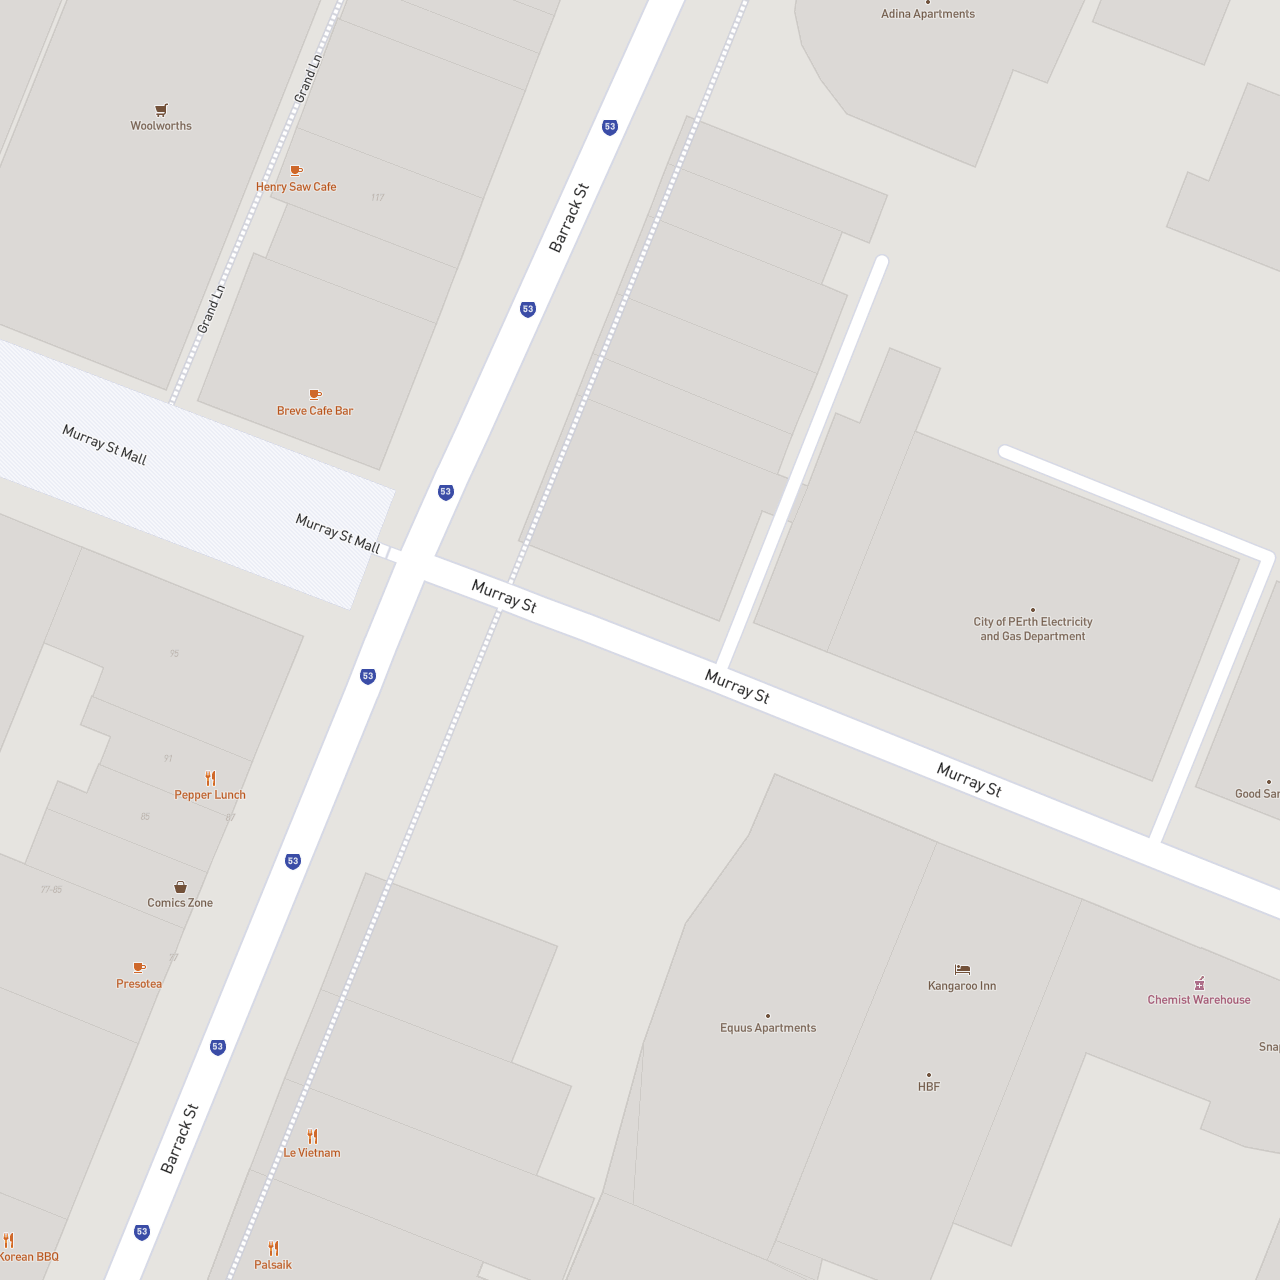 Adina Apartments
Grand Ln
Woolworths
53
Henry Saw Cafe
117
Barrack St
Grand Ln
53
Breve Cafe Bar
Murray St Mall
53
Murray St Mall
Murray St
City of PErth Electricity
and Gas Department
95
53
Murray St
91
Pepper Lunch
Murray St
Good Sar
85
87
53
77-85
Comics Zone
77
Presotea
Kangaroo Inn
Chemist Warehouse
Equus Apartments
53
Snap
HBF
Barrack St
Le Vietnam
53
Korean BBQ
Palsaik